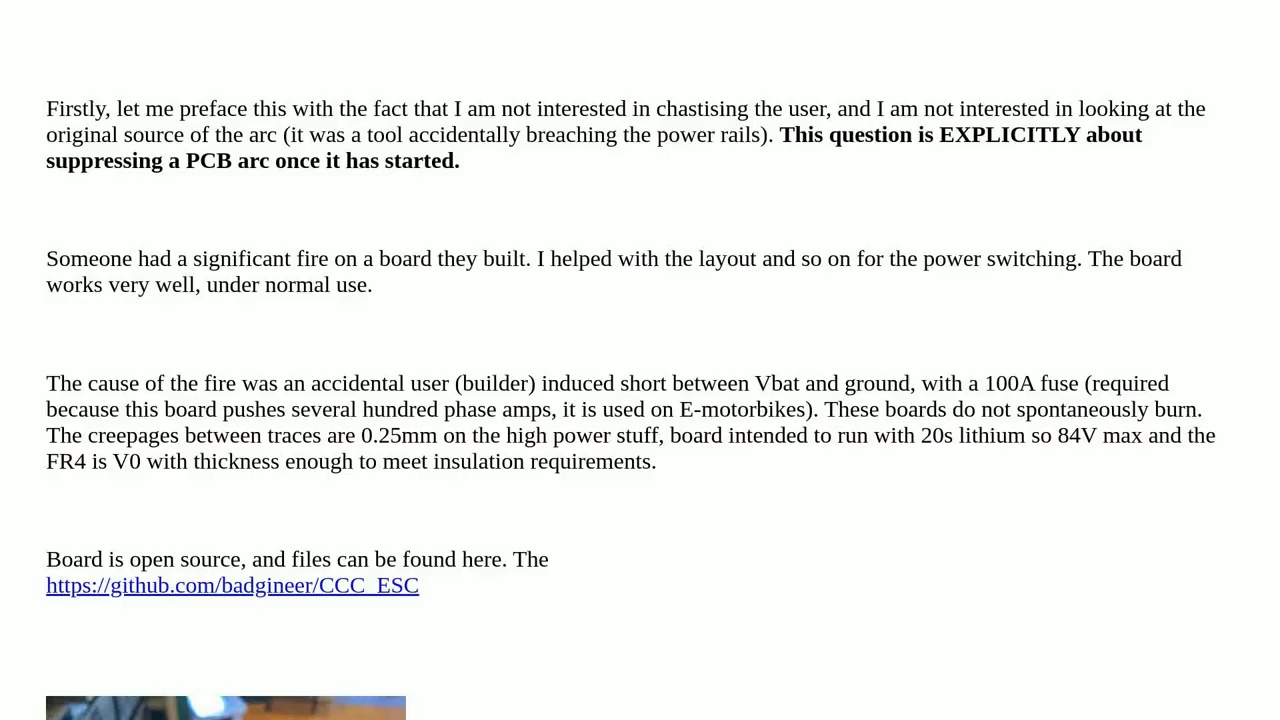 Firstly, let me preface this with the fact that I am not interested in chastising the user, and I am not interested in looking at the
original source of the arc (it was a tool accidentally breaching the power rails). This question is EXPLICITLY about
suppressing a PCB arc once it has started.
Someone had a significant fire on a board they built. I helped with the layout and so on for the power switching. The board
works very well, under normal use.
The cause of the fire was an accidental user (builder) induced short between Vbat and ground, with a 100A fuse (required
because this board pushes several hundred phase amps, it is used on E-motorbikes). These boards do not spontaneously burn.
The creepages between traces are 0.25mm on the high power stuff, board intended to run with 20s lithium so 84V max and the
FR4 is V0 with thickness enough to meet insulation requirements.
Board is open source, and files can be found here. The
https://github.com/badgineer/CCC_ESC